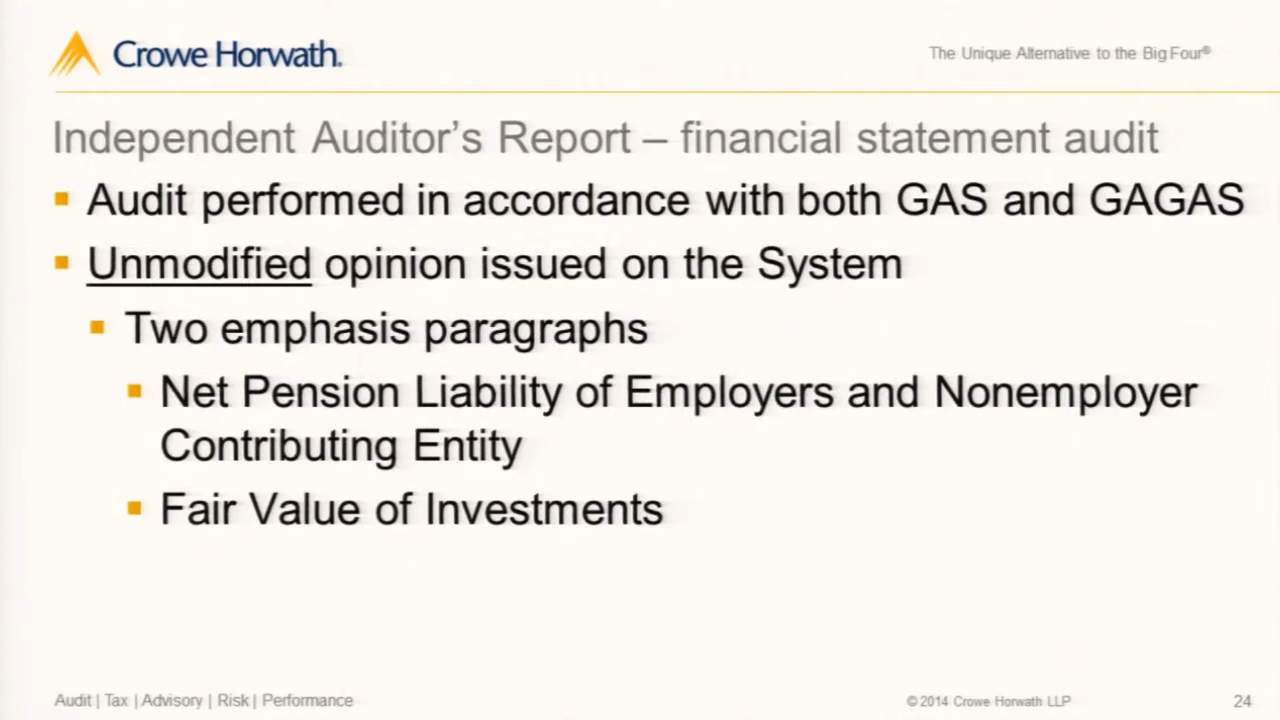 Crowe Horwath.
The Unique Alternative to the Big Four®
Independent Auditor's Report – financial statement audit
Audit performed in accordance with both GAS and GAGAS
Unmodified opinion issued on the System
Two emphasis paragraphs
Net Pension Liability of Employers and Nonemployer
Contributing Entity
Fair Value of Investments
Audit | Tax | Advisory | Risk | Performance
© 2014 Crowe Horwath LLP
24